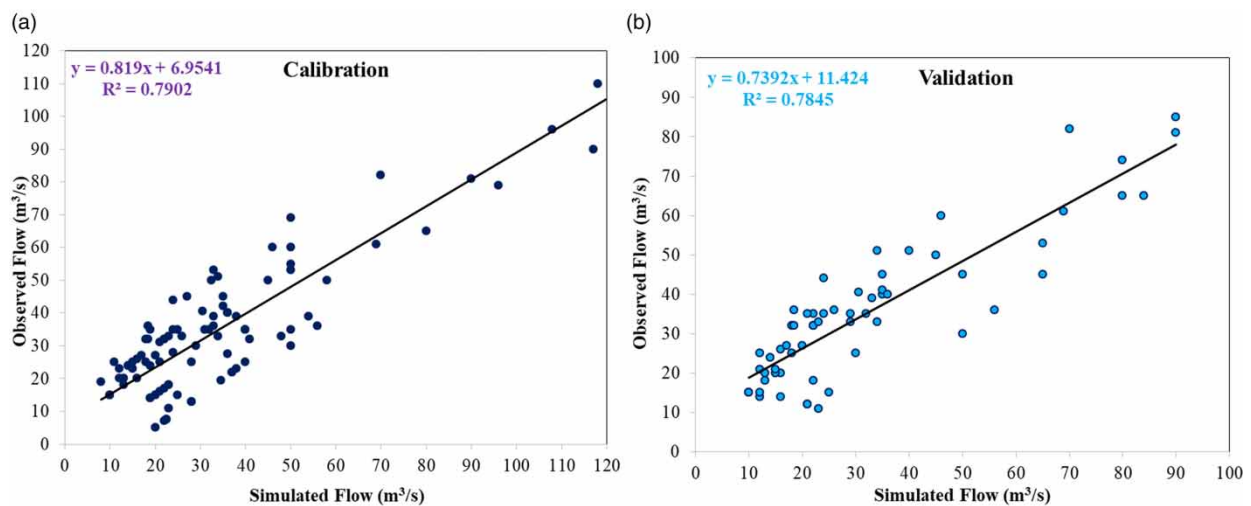 (a)
Calibration
y = 0.819x + 6.9541
R² = 0.7902
Observed Flow (m³/s)
120
110
100
90
80
70
60
50
40
30
20
10
0
0 10 20 30 40 50 60 70 80 90 100 110 120
Simulated Flow (m³/s)
(b)
Validation
y = 0.7392x + 11.424
R² = 0.7845
Observed Flow (m³/s)
100
90
80
70
60
50
40
30
20
10
0
0 10 20 30 40 50 60 70 80 90 100
Simulated Flow (m³/s)